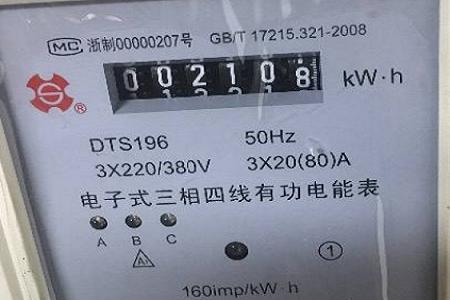 MC 浙制00000207号 GB/T 17215.321-2008
002108 kW·h
®
DTS196 50Hz
3X220/380V 3X20(80)A
电子式三相四线有功电能表
A B C
①
160imp/kW·h